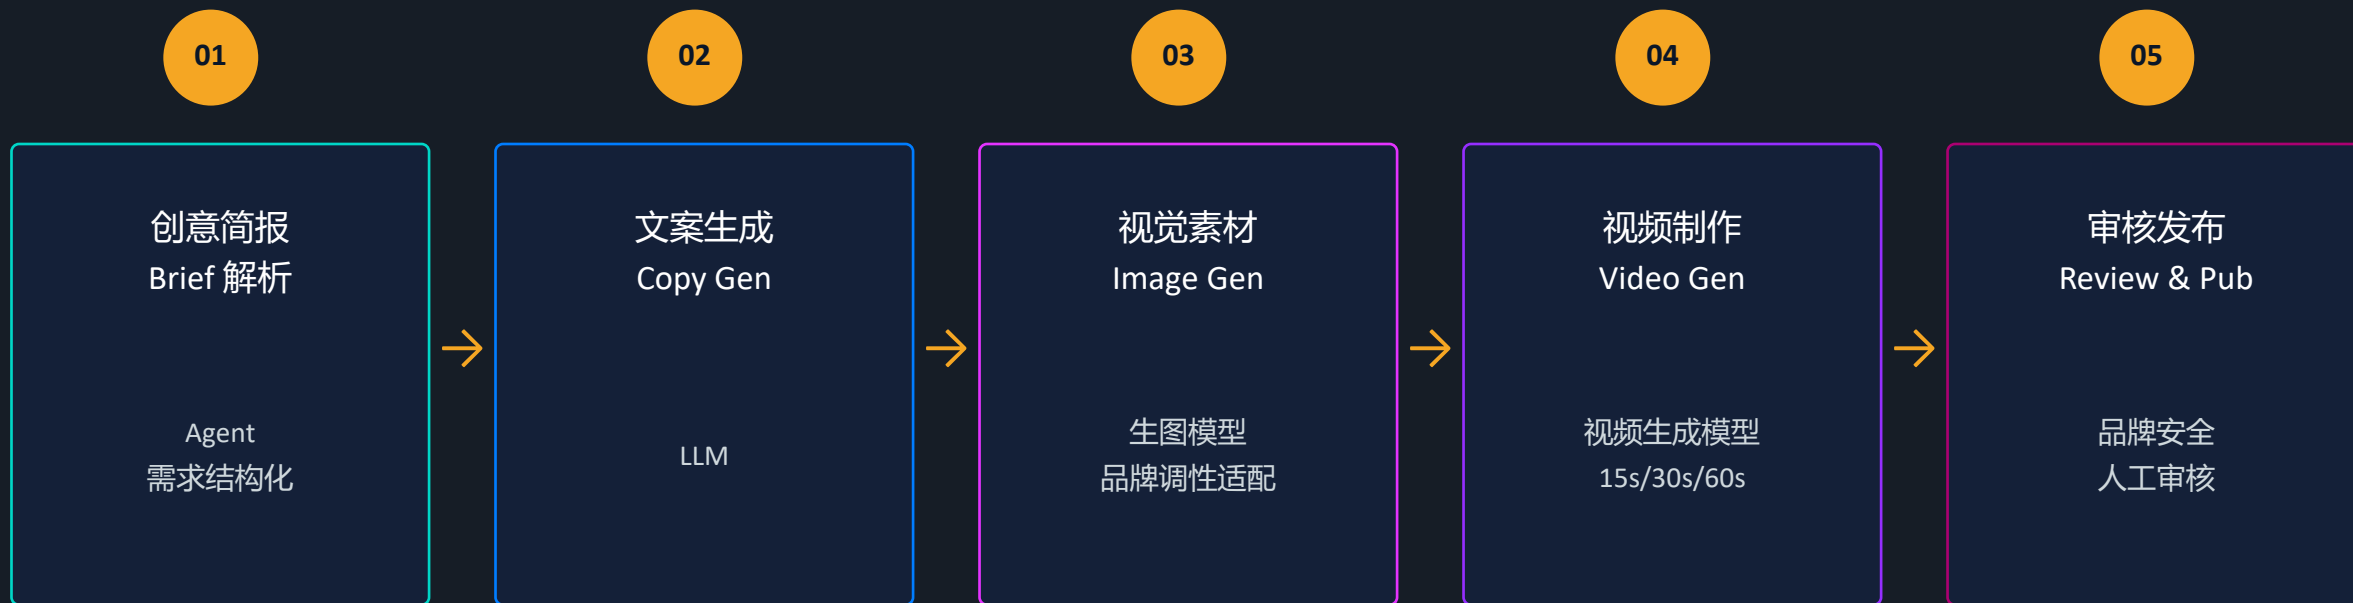 01
02
03
04
05
创意简报
Brief 解析
Agent
需求结构化
文案生成
Copy Gen
LLM
视觉素材
Image Gen
生图模型
品牌调性适配
视频制作
Video Gen
视频生成模型
15s/30s/60s
审核发布
Review & Pub
品牌安全
人工审核